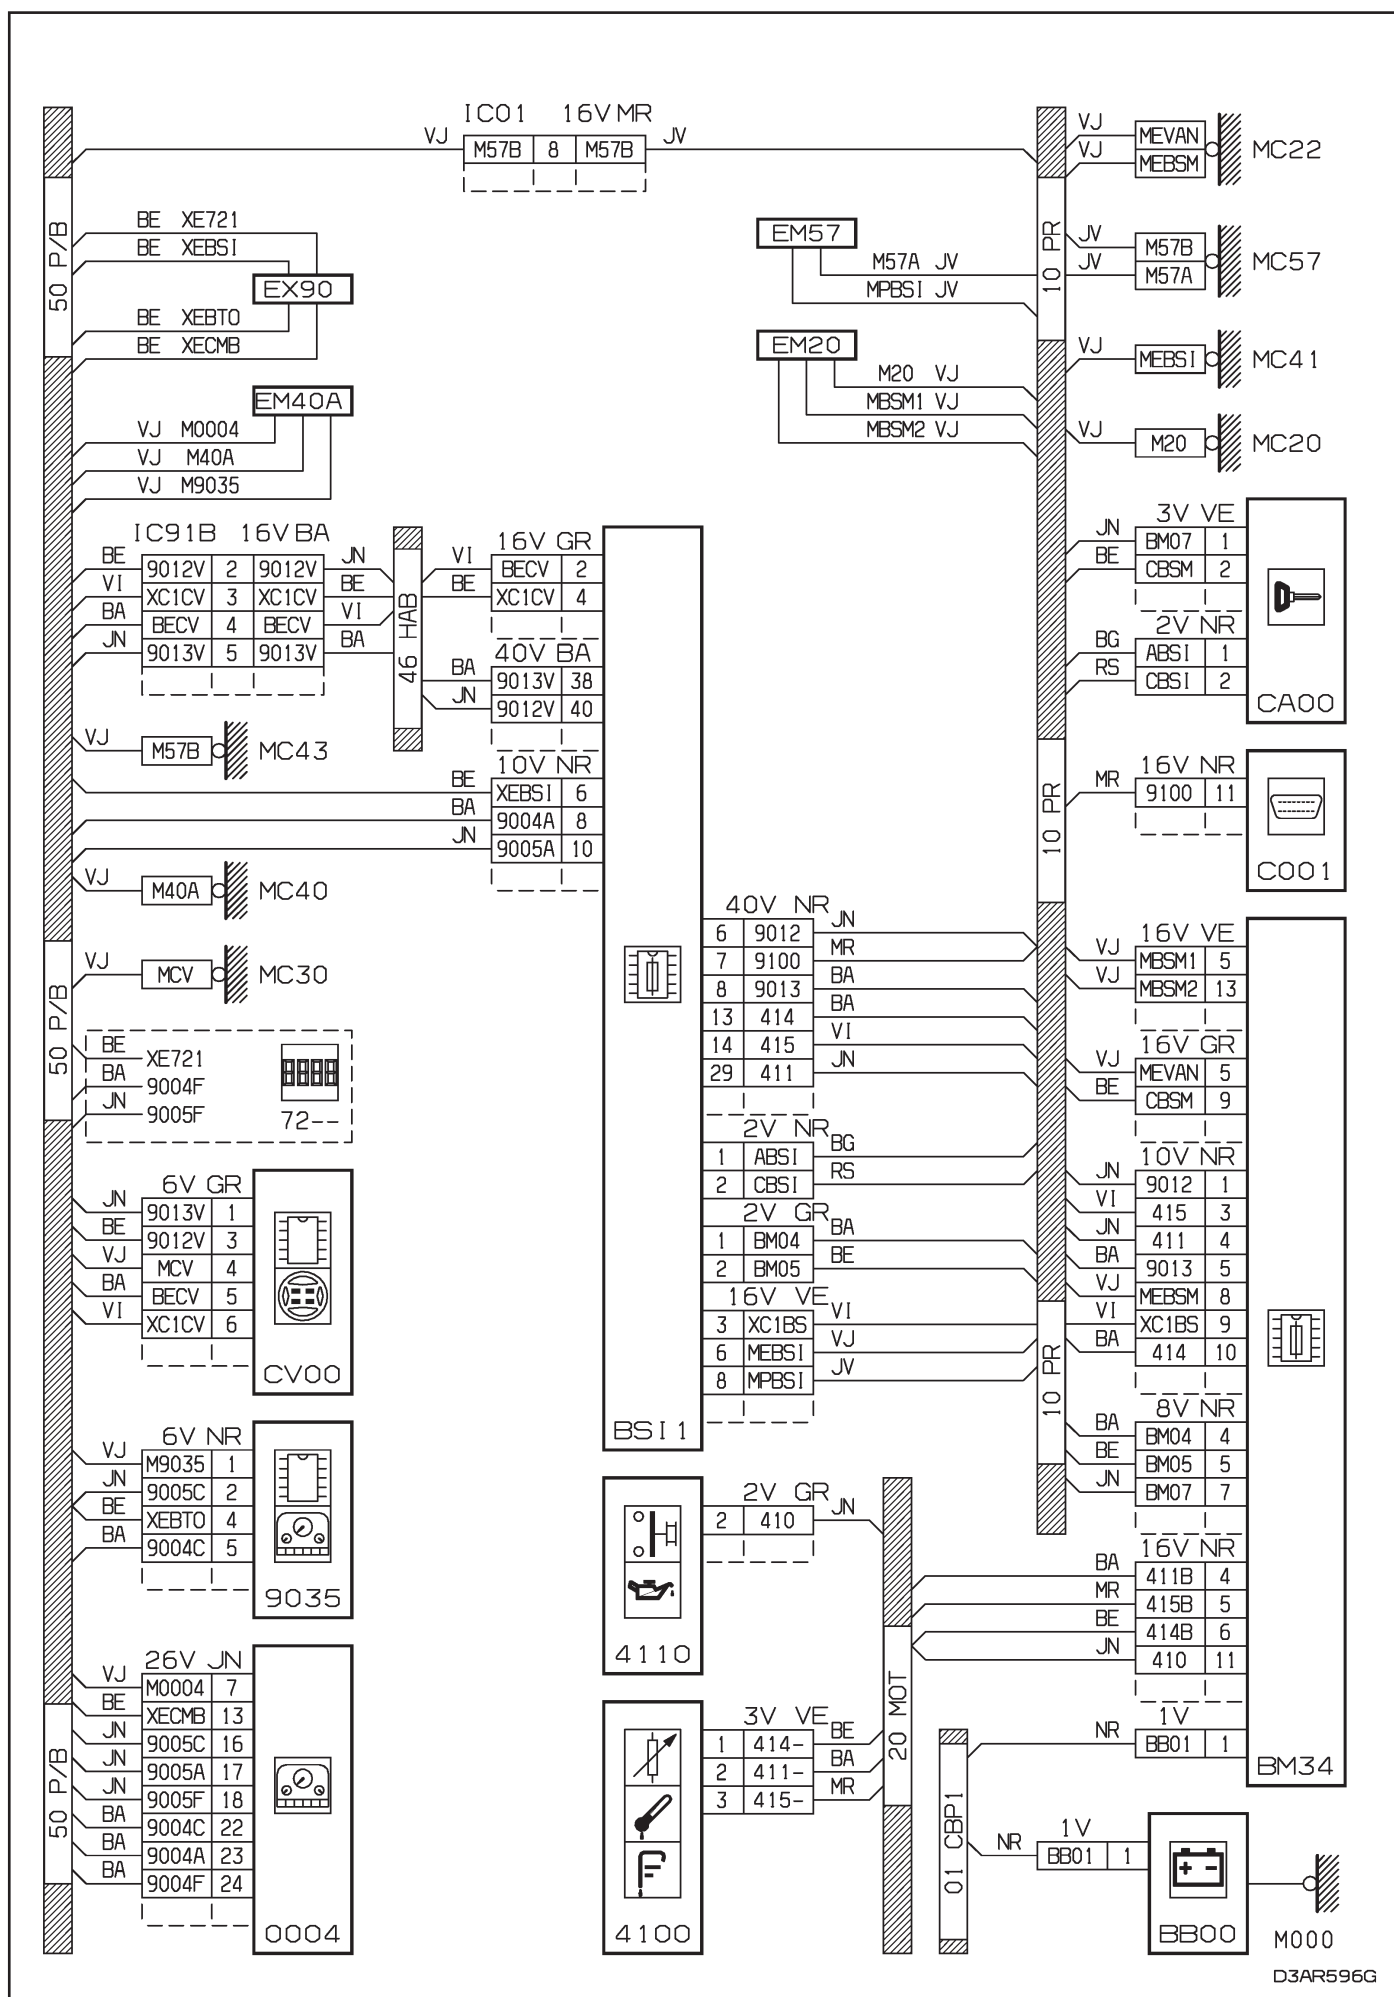 IC01 16V MR
VJ M57B 8 M57B JV
50 P/B
BE XE721
BE XEBSI
EX90
BE XEBTO
BE XECMB
EM40A
VJ M0004
VJ M40A
VJ M9035
IC91B 16V BA
BE 9012V 2 9012V JN
VI XC1CV 3 XC1CV BE
BA BECV 4 BECV VI
JN 9013V 5 9013V BA
46 HAB
VJ M57B MC43
VJ M40A MC40
50 P/B
VJ MCV MC30
BE XE721
BA 9004F
JN 9005F
72--
6V GR
JN 9013V 1
BE 9012V 3
VJ MCV 4
BA BECV 5
VI XC1CV 6
CV00
6V NR
VJ M9035 1
JN 9005C 2
BE XEBTO 4
BA 9004C 5
9035
50 P/B
26V JN
VJ M0004 7
BE XECMB 13
JN 9005C 16
JN 9005A 17
JN 9005F 18
BA 9004C 22
BA 9004A 23
BA 9004F 24
0004
16V GR
VI BECV 2
BE XC1CV 4
40V BA
BA 9013V 38
JN 9012V 40
10V NR
BE XEBSI 6
BA 9004A 8
JN 9005A 10
EM57
M57A JV
MPBSI JV
EM20
M20 VJ
MBSM1 VJ
MBSM2 VJ
40V NR
6 9012 JN
7 9100 MR
8 9013 BA
13 414 BA
14 415 VI
29 411 JN
2V NR
1 ABSI BG
2 CBSI RS
2V GR
1 BM04 BA
2 BM05 BE
16V VE
3 XC1BS VI
6 MEBSI VJ
8 MPBSI JV
BSI1
2V GR
2 410 JN
4110
20 MOT
3V VE
1 414- BE
2 411- BA
3 415- MR
4100
10 PR
VJ MEVAN
VJ MEBSM
MC22
JV M57B
JV M57A
MC57
VJ MEBSI MC41
VJ M20 MC20
3V VE
JN BM07 1
BE CBSM 2
2V NR
BG ABSI 1
RS CBSI 2
CA00
10 PR
16V NR
MR 9100 11
C001
16V VE
VJ MBSM1 5
VJ MBSM2 13
16V GR
VJ MEVAN 5
BE CBSM 9
10V NR
JN 9012 1
VI 415 3
JN 411 4
BA 9013 5
VJ MEBSM 8
VI XC1BS 9
BA 414 10
10 PR
8V NR
BA BM04 4
BE BM05 5
JN BM07 7
16V NR
BA 411B 4
MR 415B 5
BE 414B 6
JN 410 11
1V
NR BB01 1
BM34
01 CBP1
1V
NR BB01 1
BB00
M000
D3AR596G